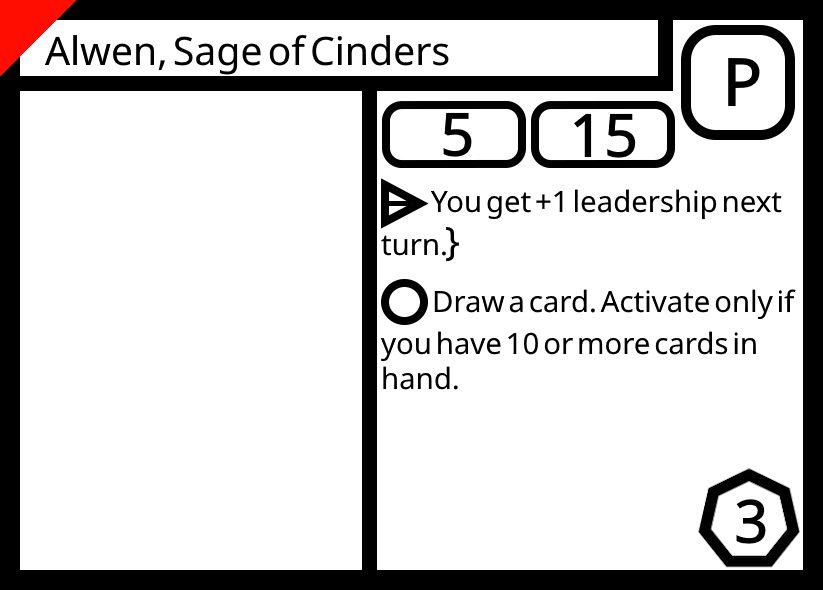 Alwen, Sage of Cinders
P
5 15
You get +1 leadership next
turn.}
Draw a card. Activate only if
you have 10 or more cards in
hand.
3